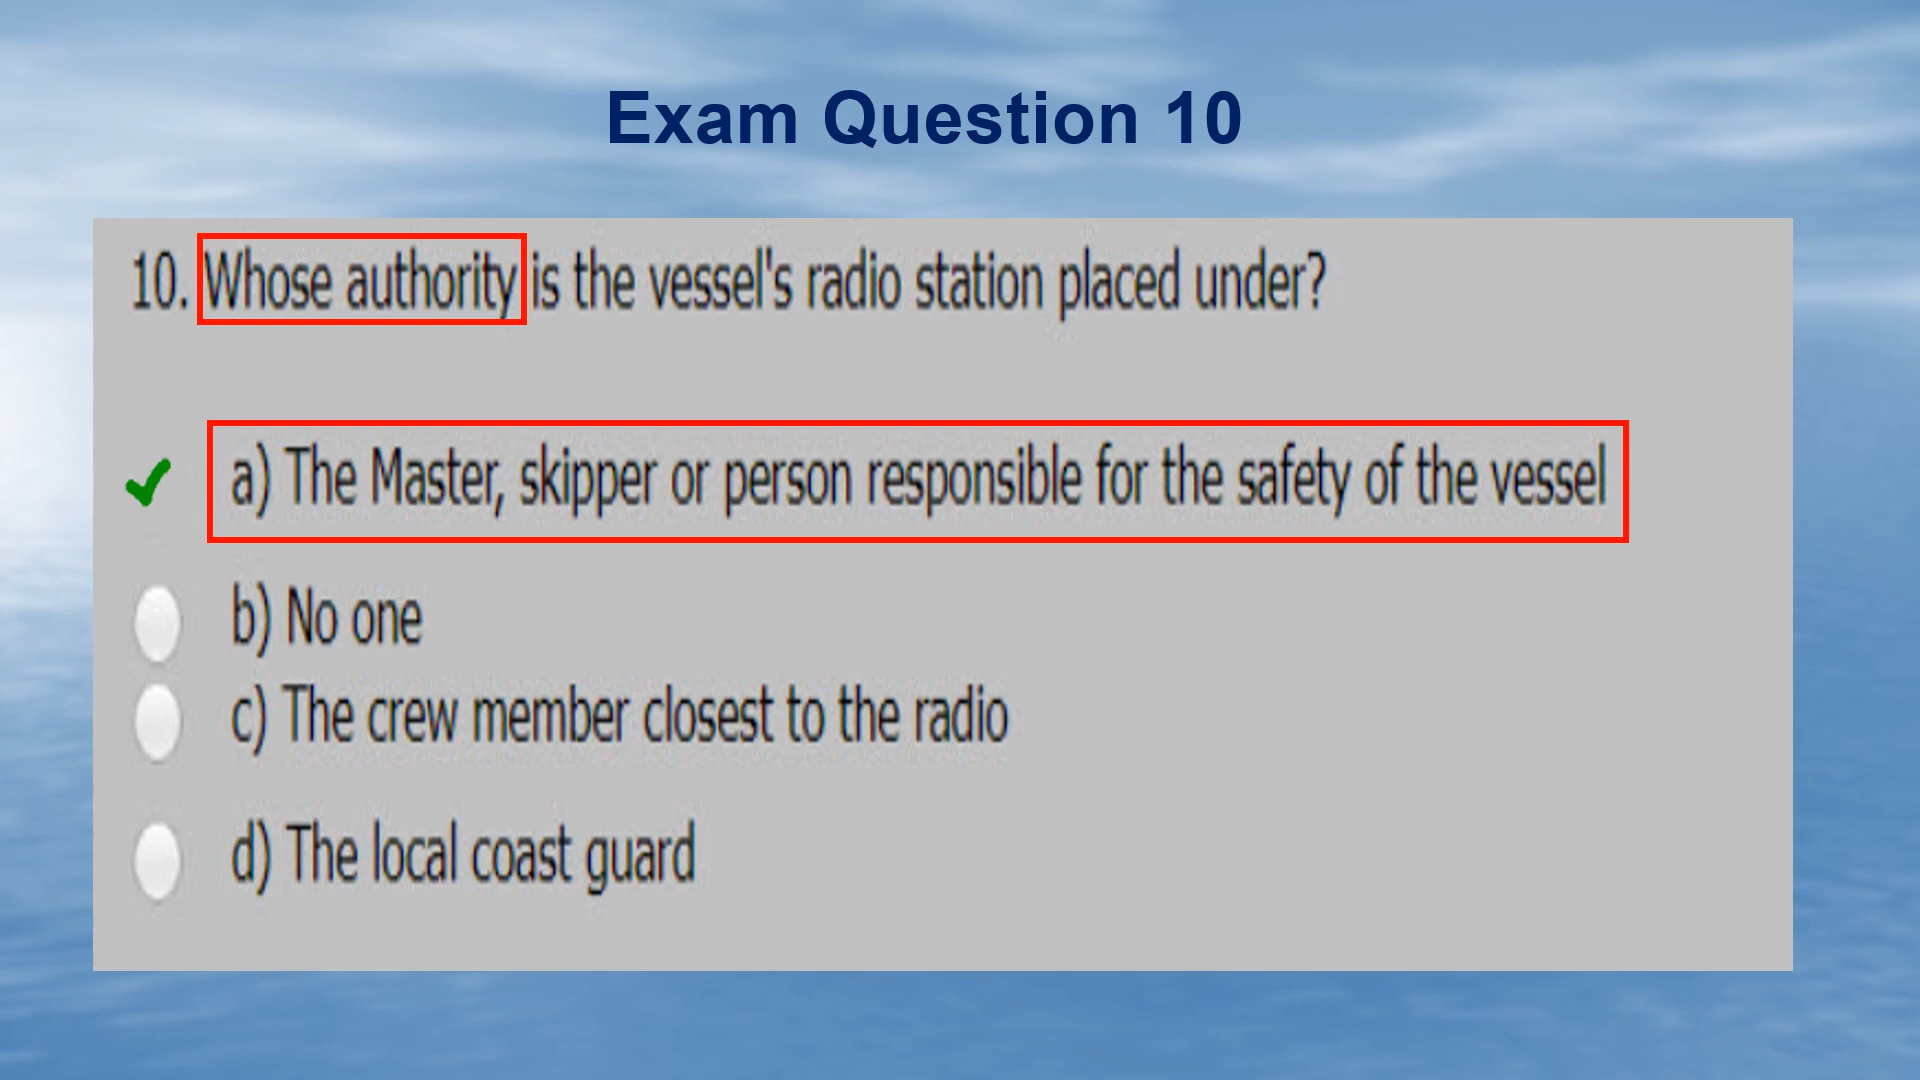 Exam Question 10
10. Whose authority is the vessel's radio station placed under?
a) The Master, skipper or person responsible for the safety of the vessel
b) No one
c) The crew member closest to the radio
d) The local coast guard